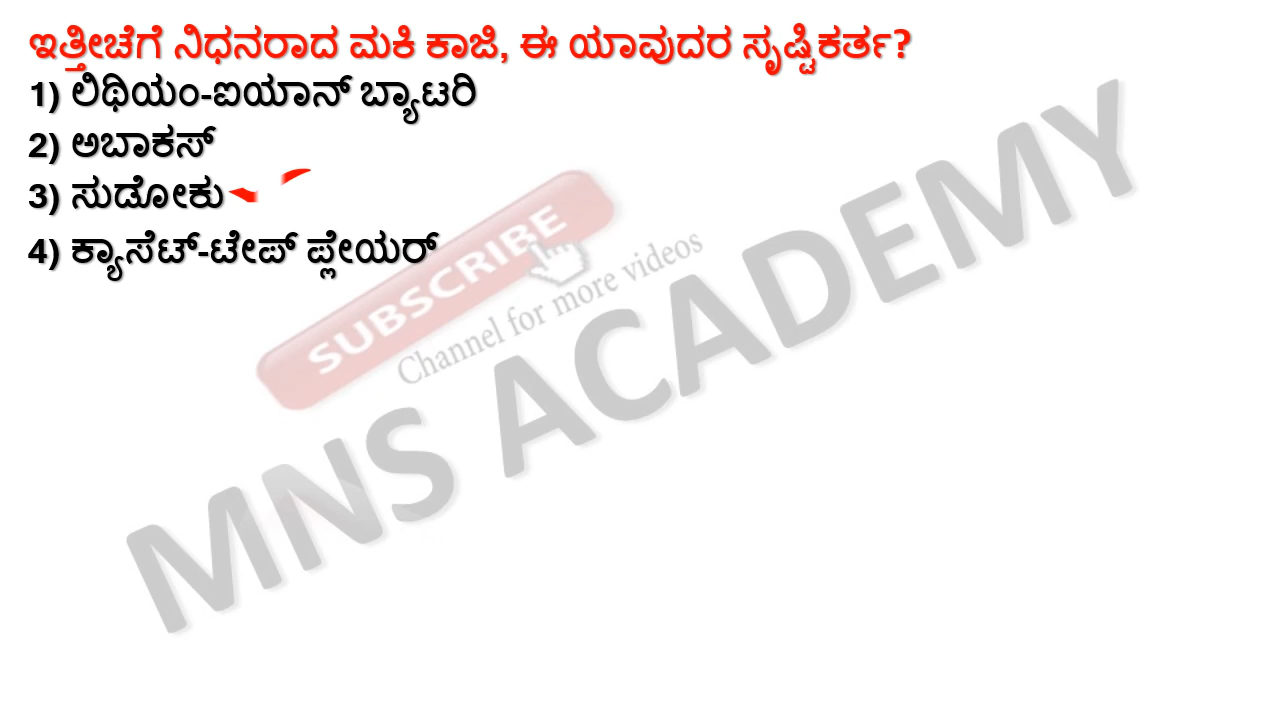 ಇತ್ತೀಚೆಗೆ ನಿಧನರಾದ ಮಕಿ ಕಾಜಿ, ಈ ಯಾವುದರ ಸೃಷ್ಟಿಕರ್ತ?
1) ಲಿಥಿಯಂ-ಐಯಾನ್ ಬ್ಯಾಟರಿ
2) ಅಬಾಕಸ್
3) ಸುಡೋಕು
4) ಕ್ಯಾಸೆಟ್-ಟೇಪ್ ಪ್ಲೇಯರ್
SUBSCRIBE
Channel for more videos
MNS ACADEMY